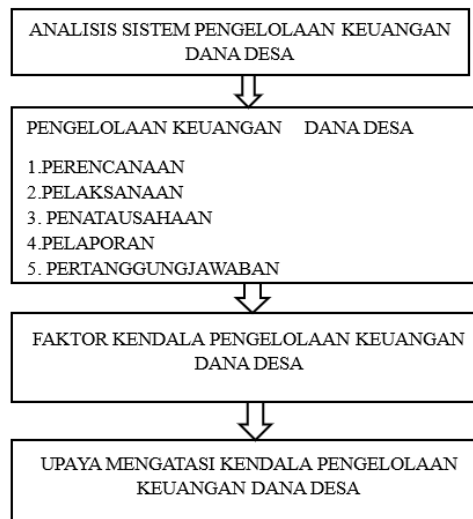 ANALISIS SISTEM PENGELOLAAN KEUANGAN
DANA DESA
PENGELOLAAN KEUANGAN DANA DESA
1.PERENCANAAN
2.PELAKSANAAN
3. PENATAUSAHAAN
4.PELAPORAN
5. PERTANGGUNGJAWABAN
FAKTOR KENDALA PENGELOLAAN KEUANGAN
DANA DESA
UPAYA MENGATASI KENDALA PENGELOLAAN
KEUANGAN DANA DESA